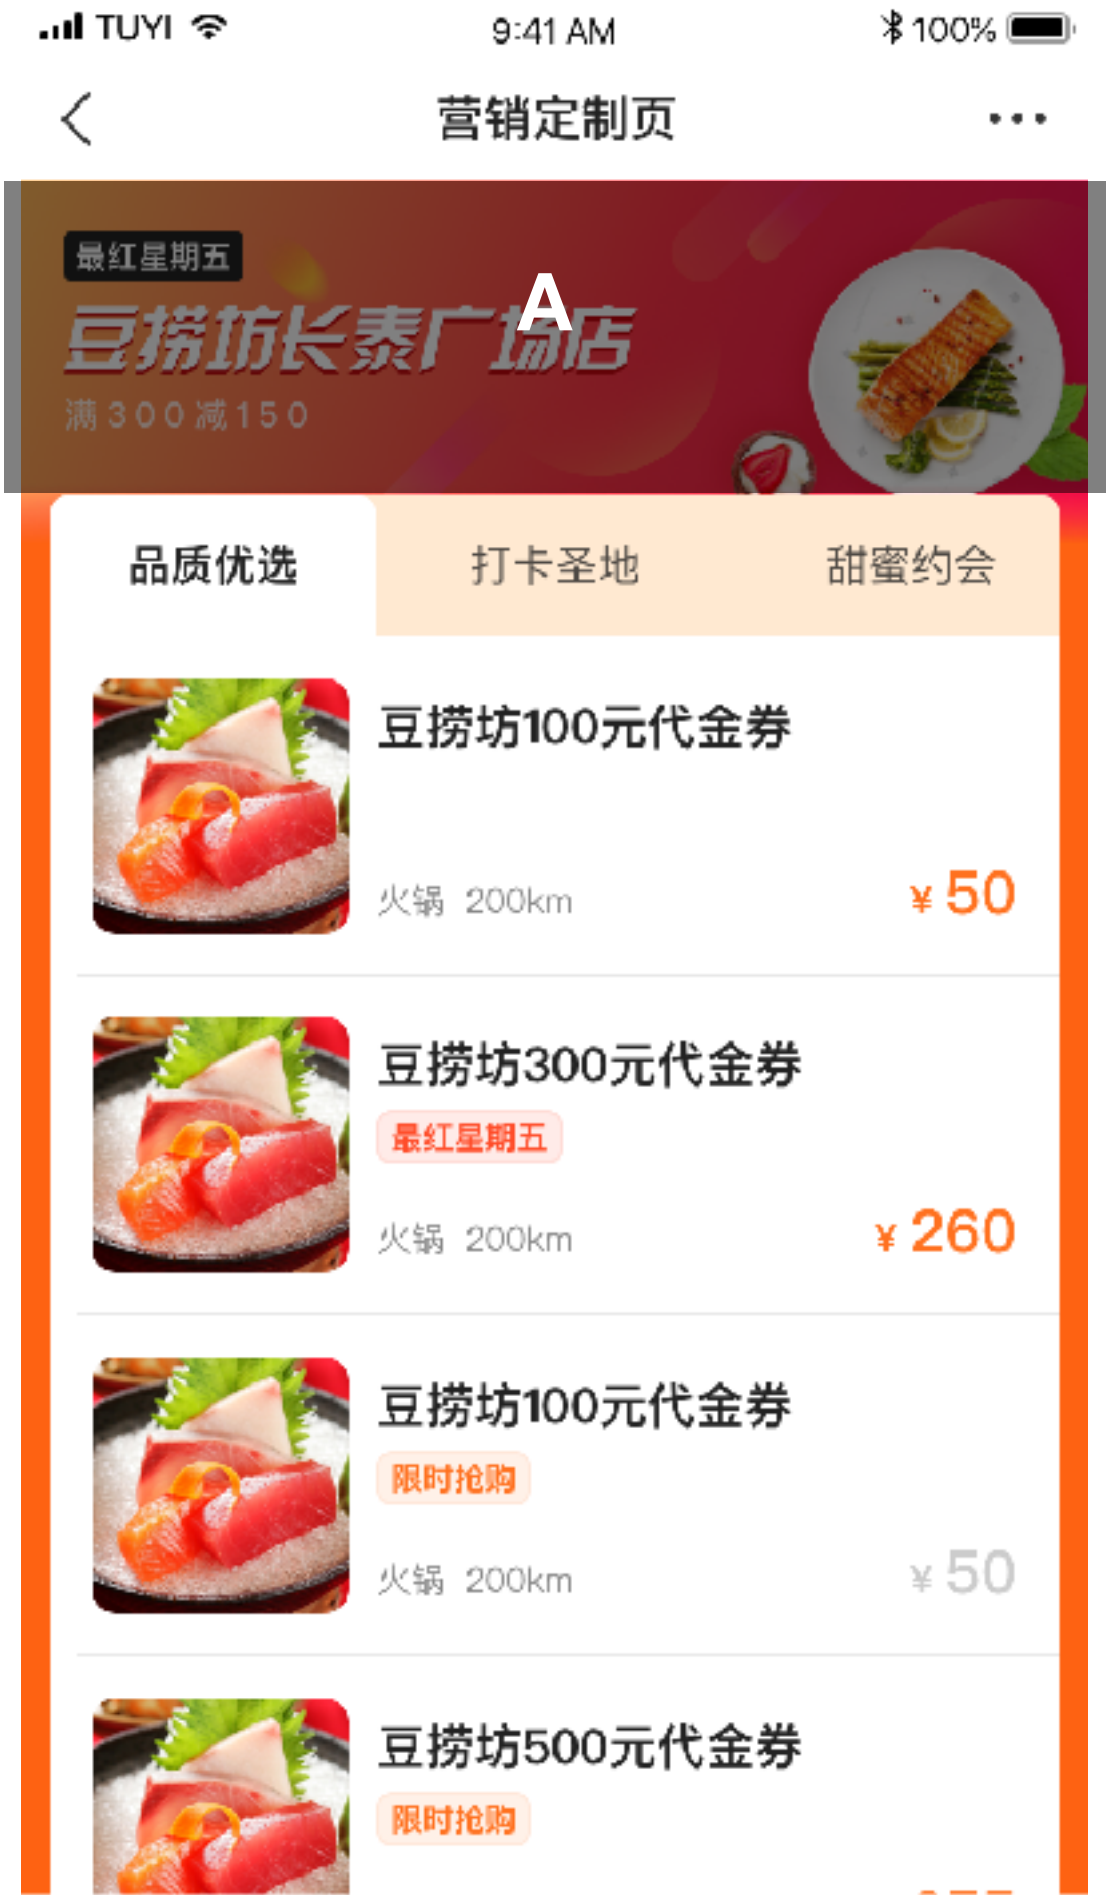 TUYI
9:41 AM
100%
营销定制页
最红星期五
A
豆捞坊长泰广场店
满300减150
品质优选
打卡圣地
甜蜜约会
豆捞坊100元代金券
火锅 200km
¥ 50
豆捞坊300元代金券
最红星期五
火锅 200km
¥ 260
豆捞坊100元代金券
限时抢购
火锅 200km
¥ 50
豆捞坊500元代金券
限时抢购